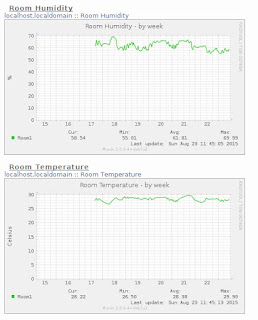 Room Humidity
localhost.localdomain :: Room Humidity
Room Humidity - by week
70
60
50
40
30
20
10
0
%
15 16 17 18 19 20 21 22
Cur: Min: Avg: Max:
Room1 58.54 55.01 61.81 69.99
Last update: Sun Aug 23 11:45:06 2015
Room Temperature
localhost.localdomain :: Room Temperature
Room Temperature - by week
30
25
20
15
10
5
0
Celsius
15 16 17 18 19 20 21 22
Cur: Min: Avg: Max:
Room1 28.22 26.50 28.38 29.90
Last update: Sun Aug 23 11:45:13 2015